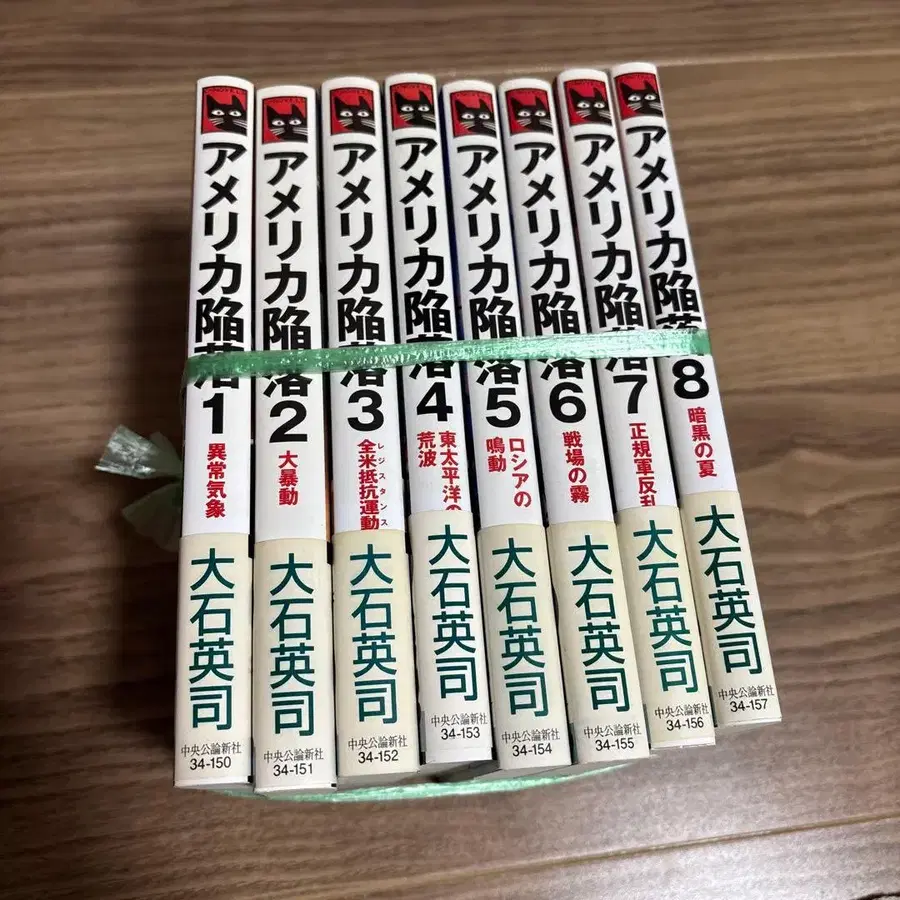 アメリカ陥落1
異常気象
大石英司
中央公論新社
34-150
アメリカ陥落2
大暴動
大石英司
中央公論新社
34-151
アメリカ陥落3
レジスタンス
全米抵抗運動
大石英司
中央公論新社
34-152
アメリカ陥落4
東太平洋の
荒波
大石英司
中央公論新社
34-153
アメリカ陥落5
ロシアの
鳴動
大石英司
中央公論新社
34-154
アメリカ陥落6
戦場の霧
大石英司
中央公論新社
34-155
アメリカ陥落7
正規軍反乱
大石英司
中央公論新社
34-156
アメリカ陥落8
暗黒の夏
大石英司
中央公論新社
34-157